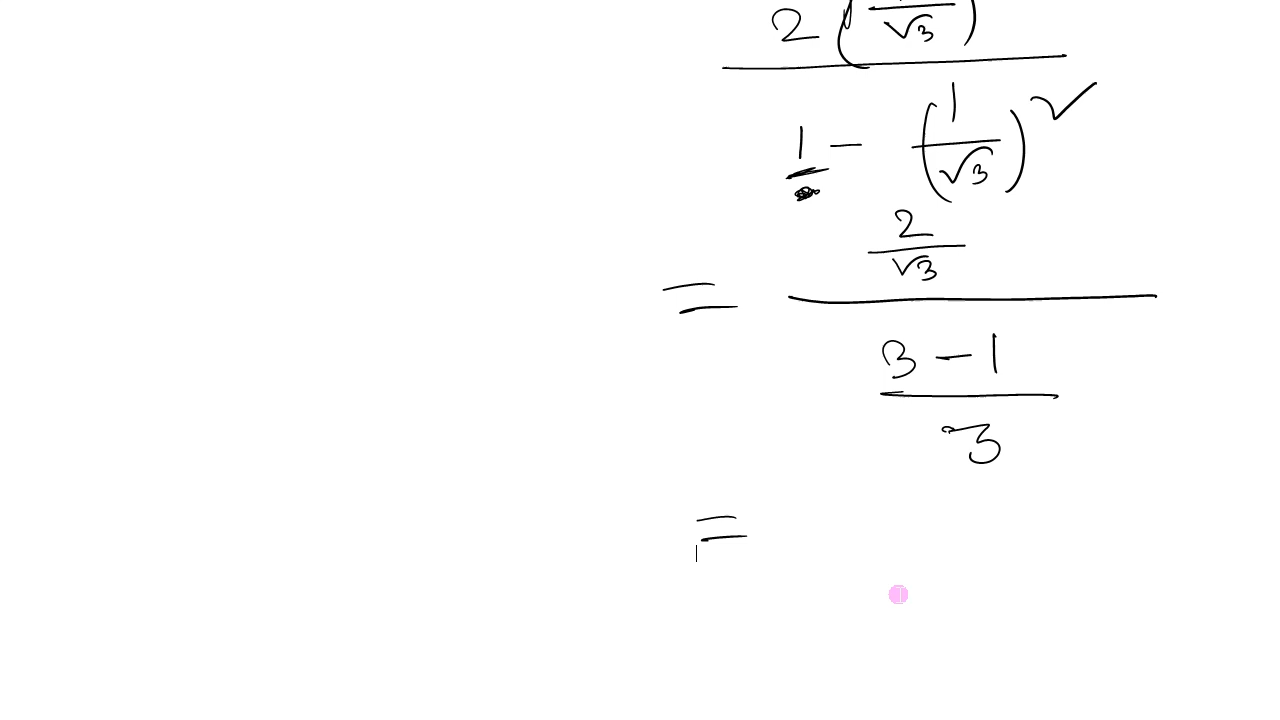 2 (1/√3)
1 - (1/√3)²
= 2/√3
3 - 1
3
=